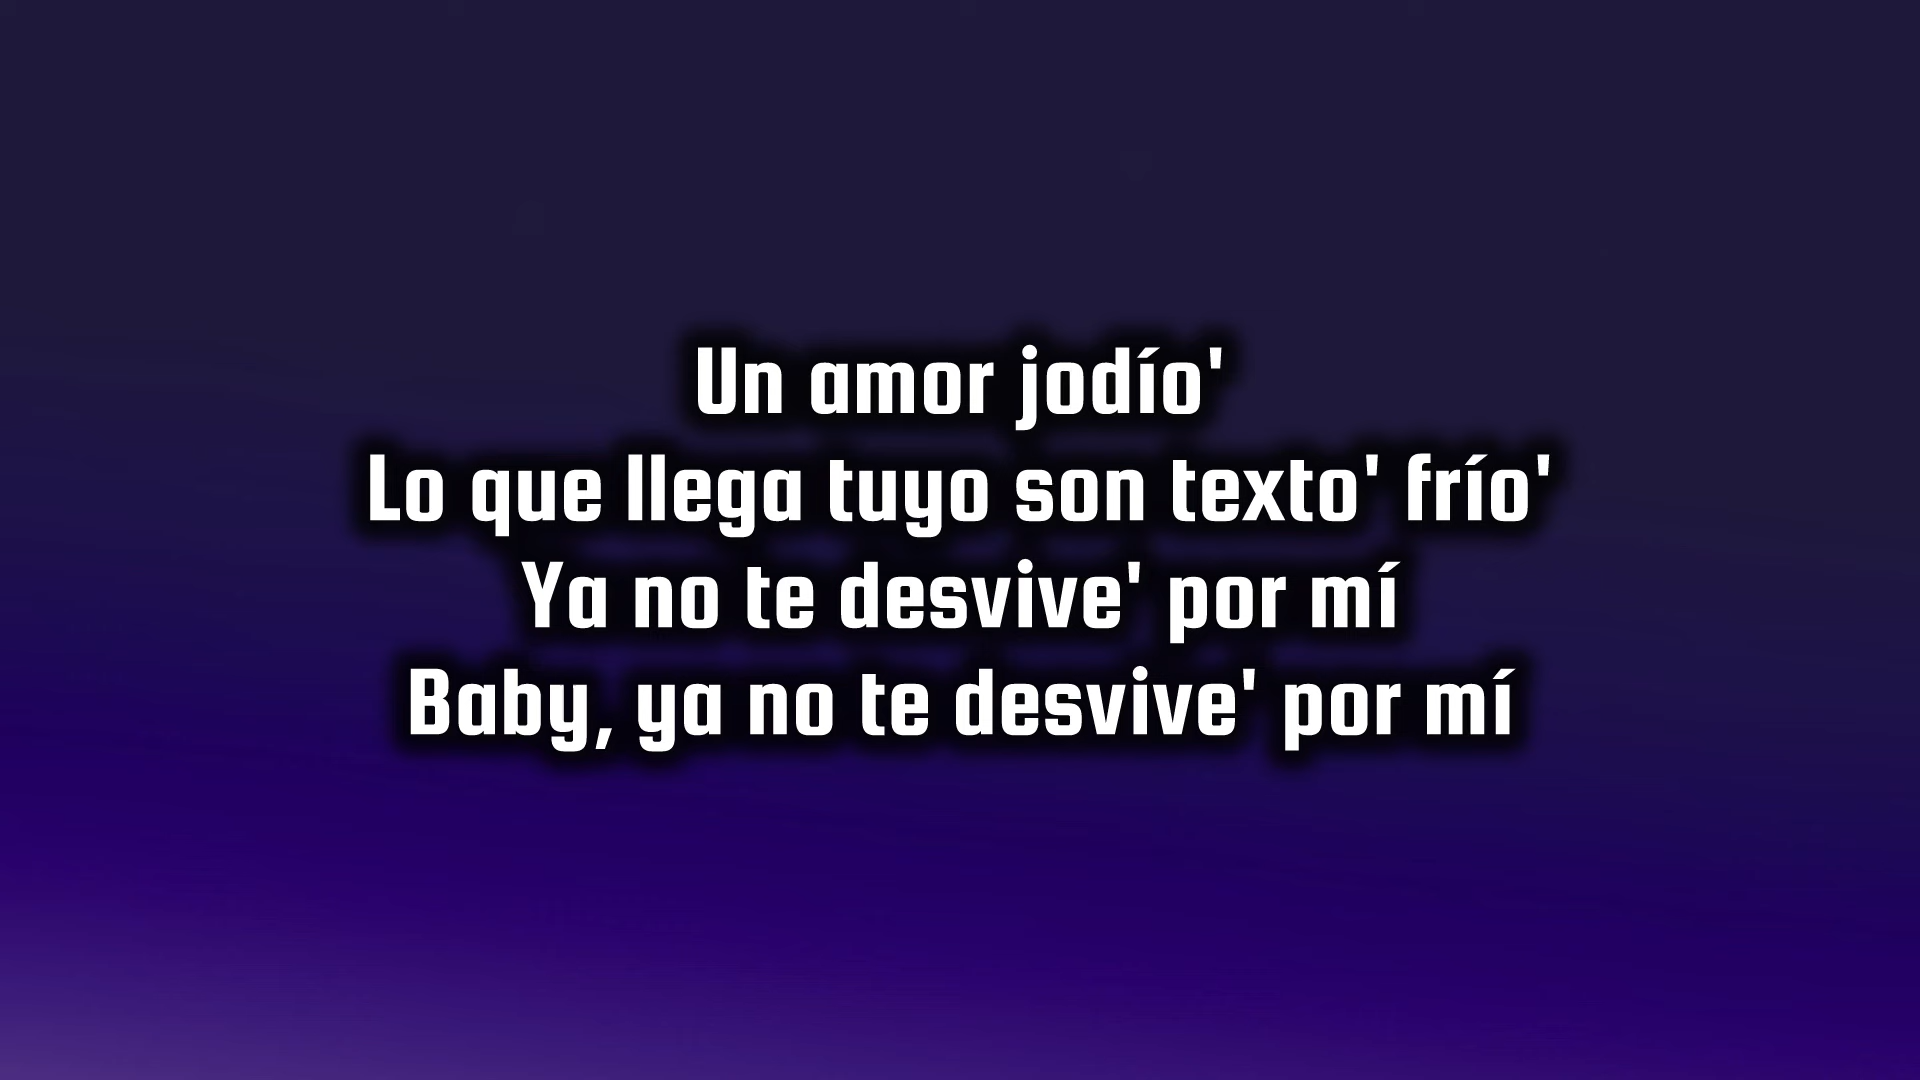 Un amor jodío'
Lo que llega tuyo son texto' frío'
Ya no te desvive' por mí
Baby, ya no te desvive' por mí